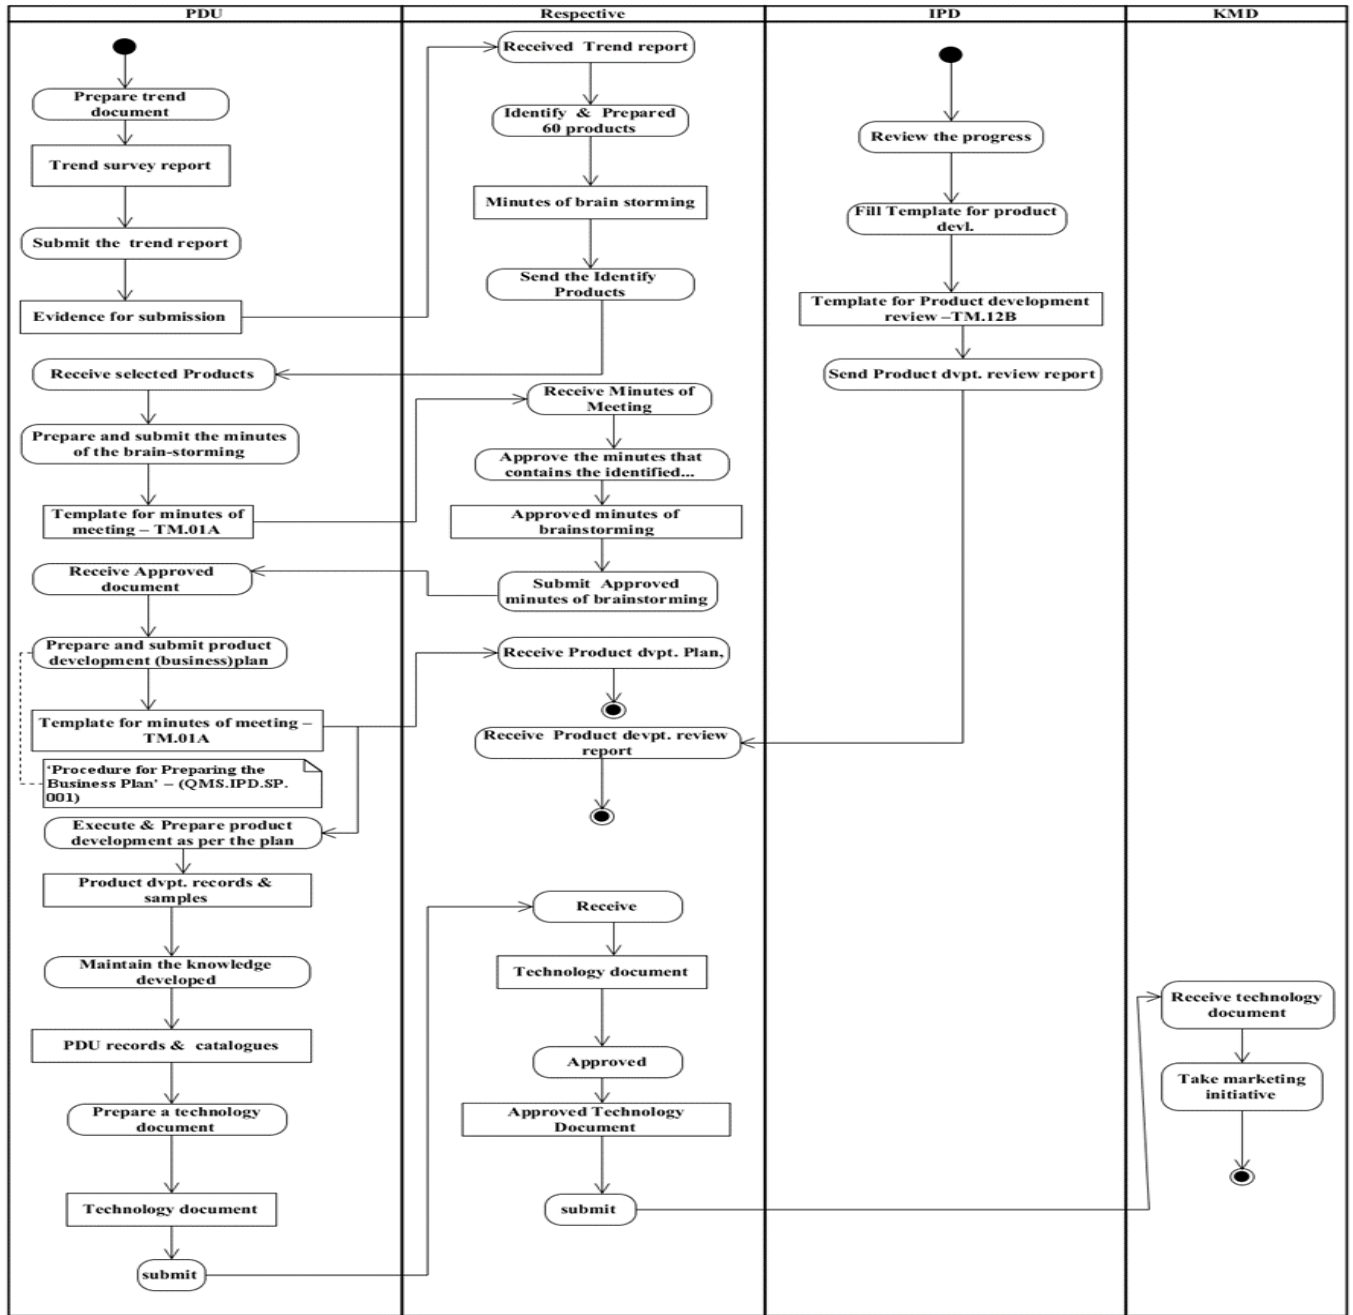 PDU
Respective
IPD
KMD
Prepare trend
document
Trend survey report
Submit the trend report
Evidence for submission
Receive selected Products
Prepare and submit the minutes
of the brain-storming
Template for minutes of
meeting – TM.01A
Receive Approved
document
Prepare and submit product
development (business)plan
Template for minutes of meeting –
TM.01A
‘Procedure for Preparing the
Business Plan’ – (QMS.IPD.SP.
001)
Execute & Prepare product
development as per the plan
Product dvpt. records &
samples
Maintain the knowledge
developed
PDU records & catalogues
Prepare a technology
document
Technology document
submit
Received Trend report
Identify & Prepared
60 products
Minutes of brain storming
Send the Identify
Products
Receive Minutes of
Meeting
Approve the minutes that
contains the identified...
Approved minutes of
brainstorming
Submit Approved
minutes of brainstorming
Receive Product dvpt. Plan,
Receive Product devpt. review
report
Receive
Technology document
Approved
Approved Technology
Document
submit
Review the progress
Fill Template for product
devl.
Template for Product development
review –TM.12B
Send Product dvpt. review report
Receive technology
document
Take marketing
initiative